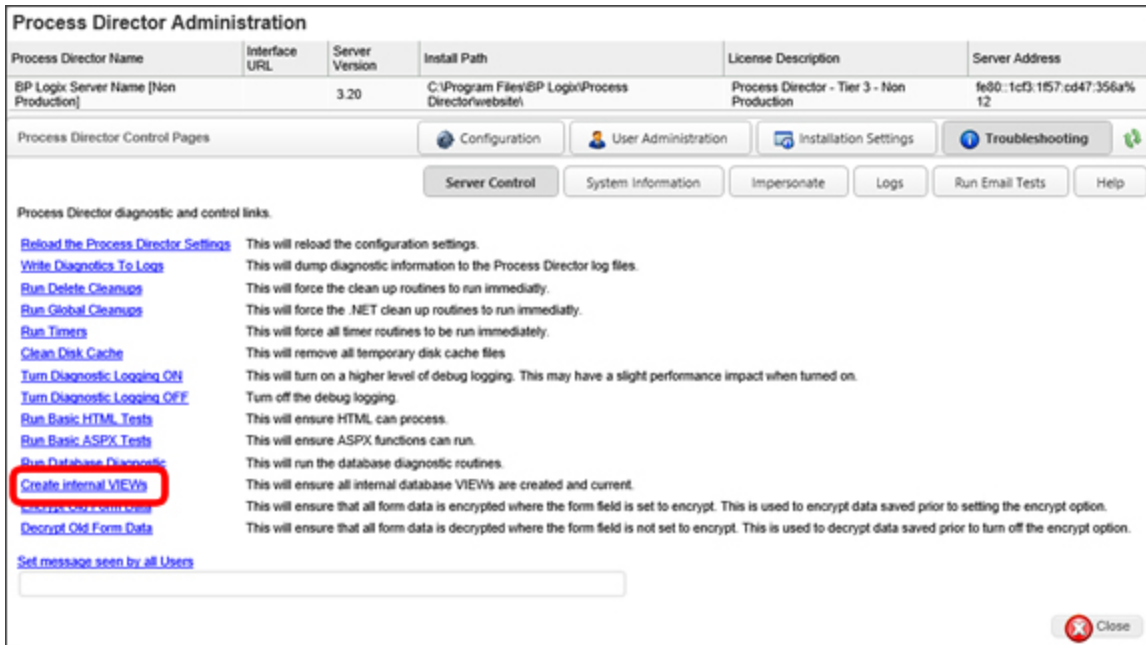 Process Director Administration
Process Director Name Interface URL Server Version Install Path License Description Server Address
BP Logix Server Name [Non Production] 3.20 C:\Program Files\BP Logix\Process Director\website\ Process Director - Tier 3 - Non Production fe80::1cf3:1f57:cd47:356a%12
Process Director Control Pages Configuration User Administration Installation Settings Troubleshooting
Server Control System Information Impersonate Logs Run Email Tests Help
Process Director diagnostic and control links.
Reload the Process Director Settings This will reload the configuration settings.
Write Diagnotics To Logs This will dump diagnostic information to the Process Director log files.
Run Delete Cleanups This will force the clean up routines to run immediatly.
Run Global Cleanups This will force the .NET clean up routines to run immediatly.
Run Timers This will force all timer routines to be run immediately.
Clean Disk Cache This will remove all temporary disk cache files
Turn Diagnostic Logging ON This will turn on a higher level of debug logging. This may have a slight performance impact when turned on.
Turn Diagnostic Logging OFF Turn off the debug logging.
Run Basic HTML Tests This will ensure HTML can process.
Run Basic ASPX Tests This will ensure ASPX functions can run.
Run Database Diagnostic This will run the database diagnostic routines.
Create internal VIEWs This will ensure all internal database VIEWs are created and current.
Encrypt Old Form Data This will ensure that all form data is encrypted where the form field is set to encrypt. This is used to encrypt data saved prior to setting the encrypt option.
Decrypt Old Form Data This will ensure that all form data is decrypted where the form field is not set to encrypt. This is used to decrypt data saved prior to turn off the encrypt option.
Set message seen by all Users
Close